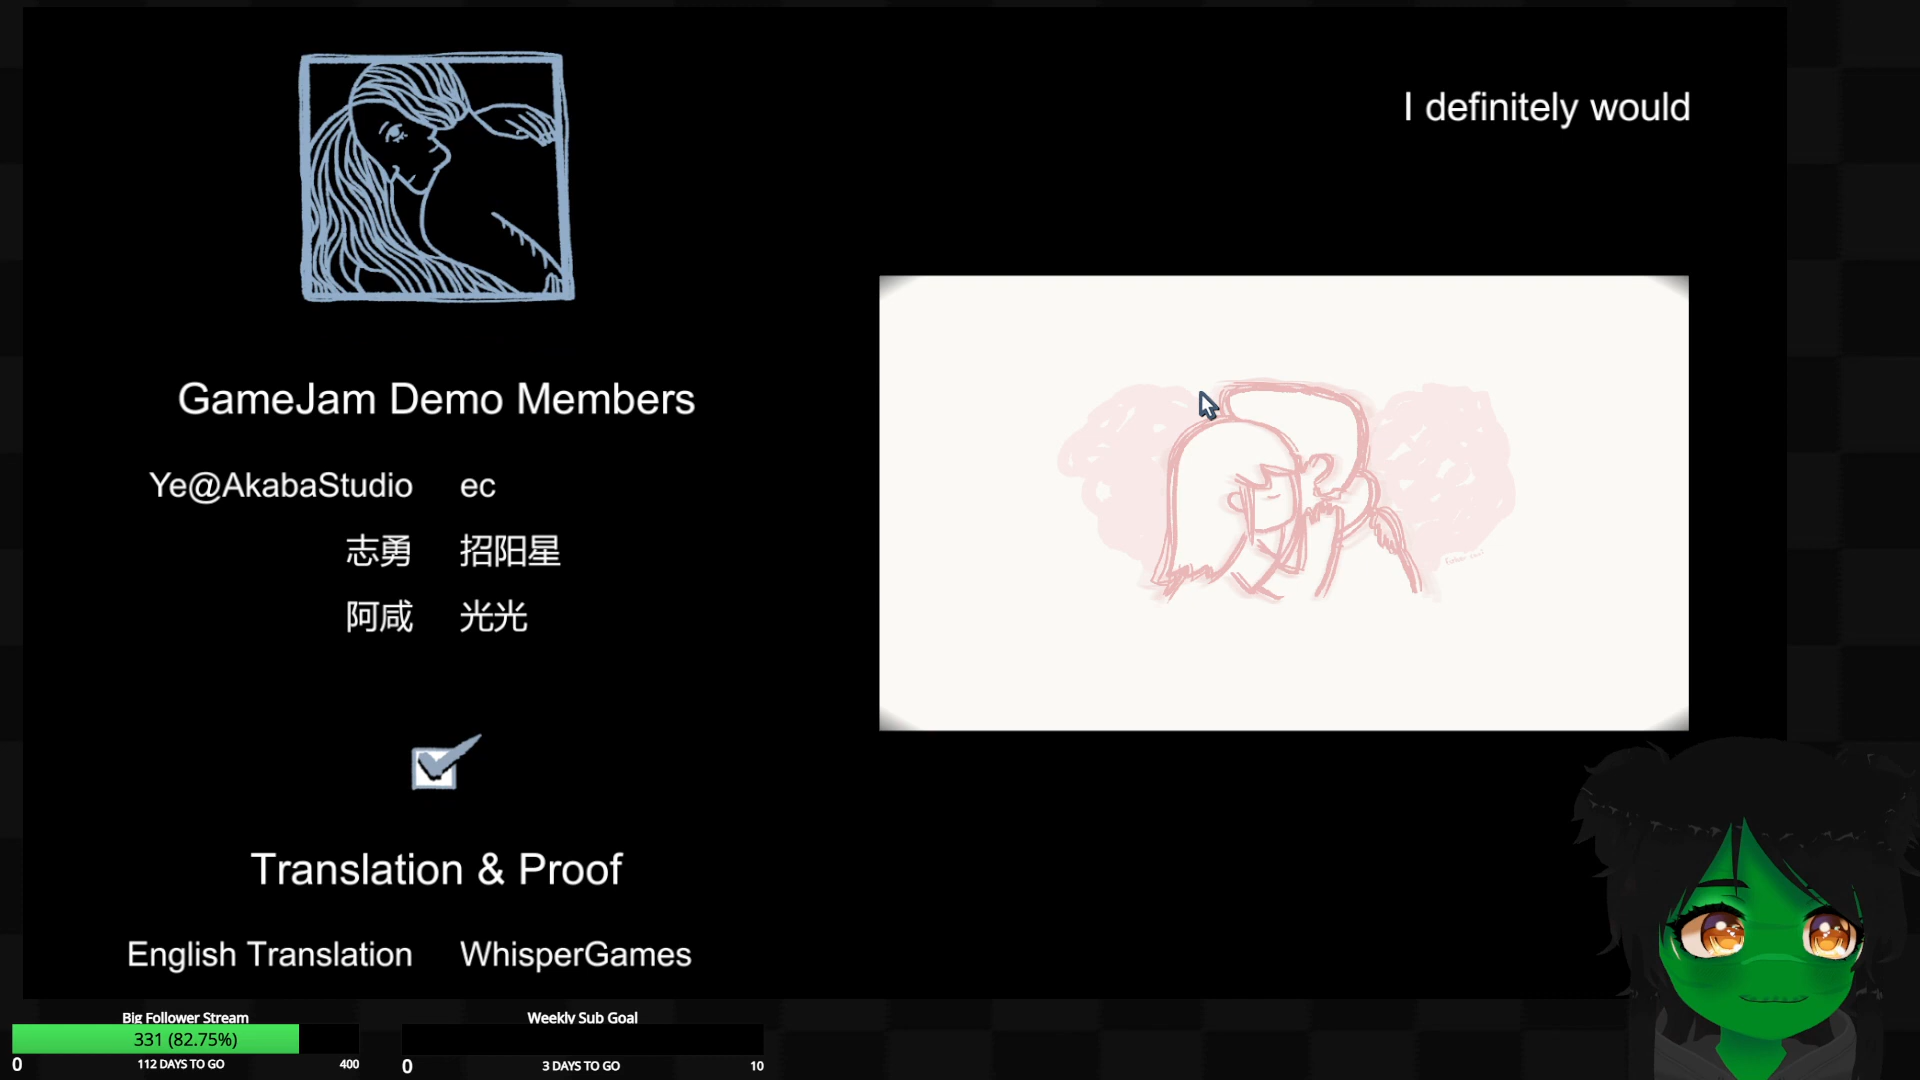 I definitely would
GameJam Demo Members
Ye@AkabaStudio ec
志勇 招阳星
阿咸 光光
Translation & Proof
English Translation WhisperGames
Big Follower Stream
331 (82.75%)
0 112 DAYS TO GO 400
Weekly Sub Goal
0 3 DAYS TO GO 10